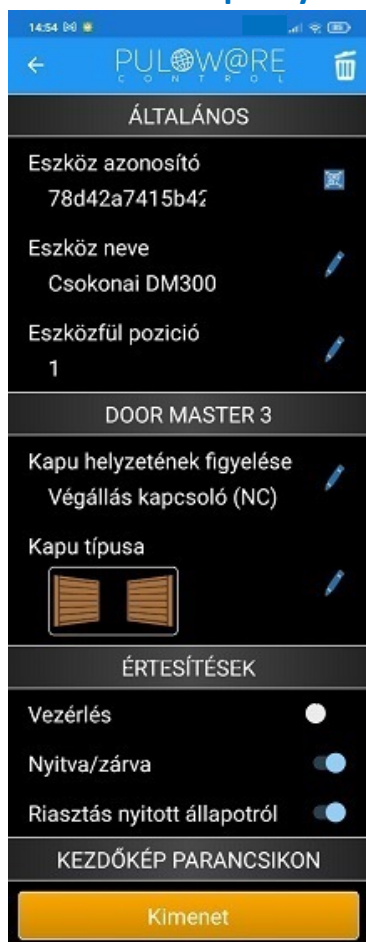 14:54
PULOW@RE
CONTROL
ÁLTALÁNOS
Eszköz azonosító
78d42a7415b42
Eszköz neve
Csokonai DM300
Eszközfül pozició
1
DOOR MASTER 3
Kapu helyzetének figyelése
Végállás kapcsoló (NC)
Kapu típusa
ÉRTESÍTÉSEK
Vezérlés
Nyitva/zárva
Riasztás nyitott állapotról
KEZDŐKÉP PARANCSIKON
Kimenet